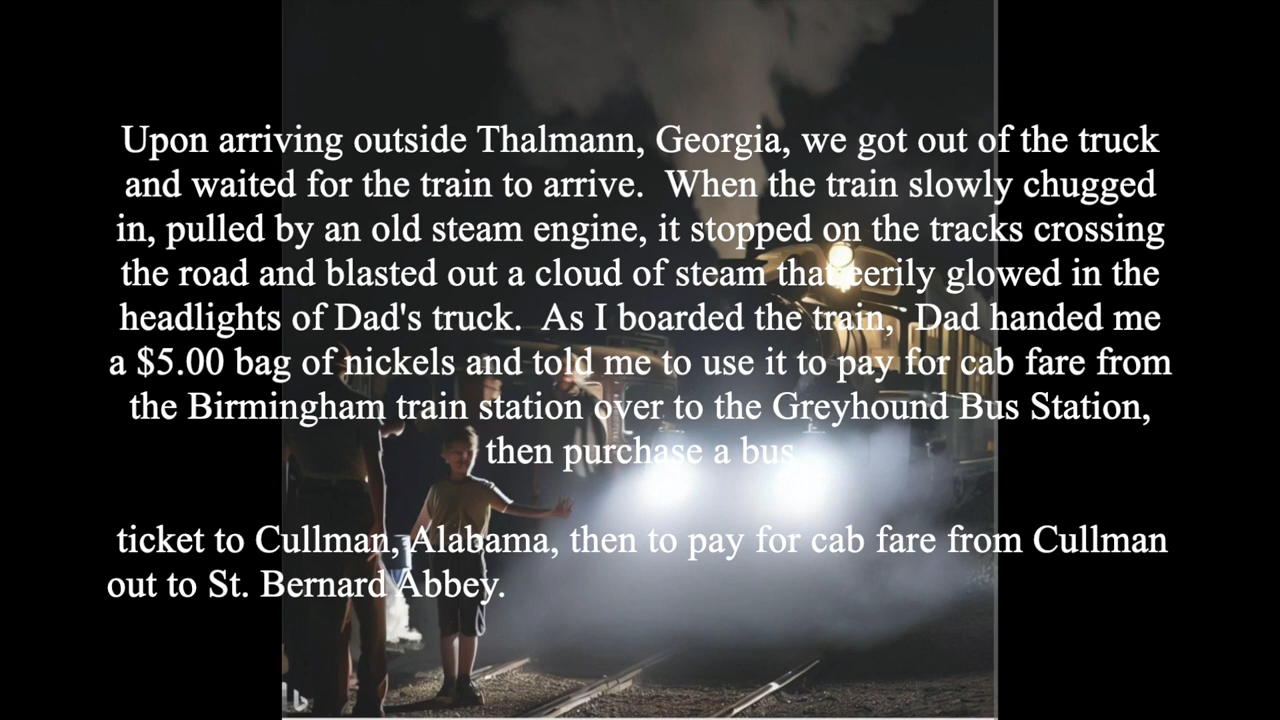 Upon arriving outside Thalmann, Georgia, we got out of the truck
and waited for the train to arrive.  When the train slowly chugged
in, pulled by an old steam engine, it stopped on the tracks crossing
the road and blasted out a cloud of steam that eerily glowed in the
headlights of Dad's truck.  As I boarded the train,  Dad handed me
a $5.00 bag of nickels and told me to use it to pay for cab fare from
the Birmingham train station over to the Greyhound Bus Station,
then purchase a bus
ticket to Cullman, Alabama, then to pay for cab fare from Cullman
out to St. Bernard Abbey.